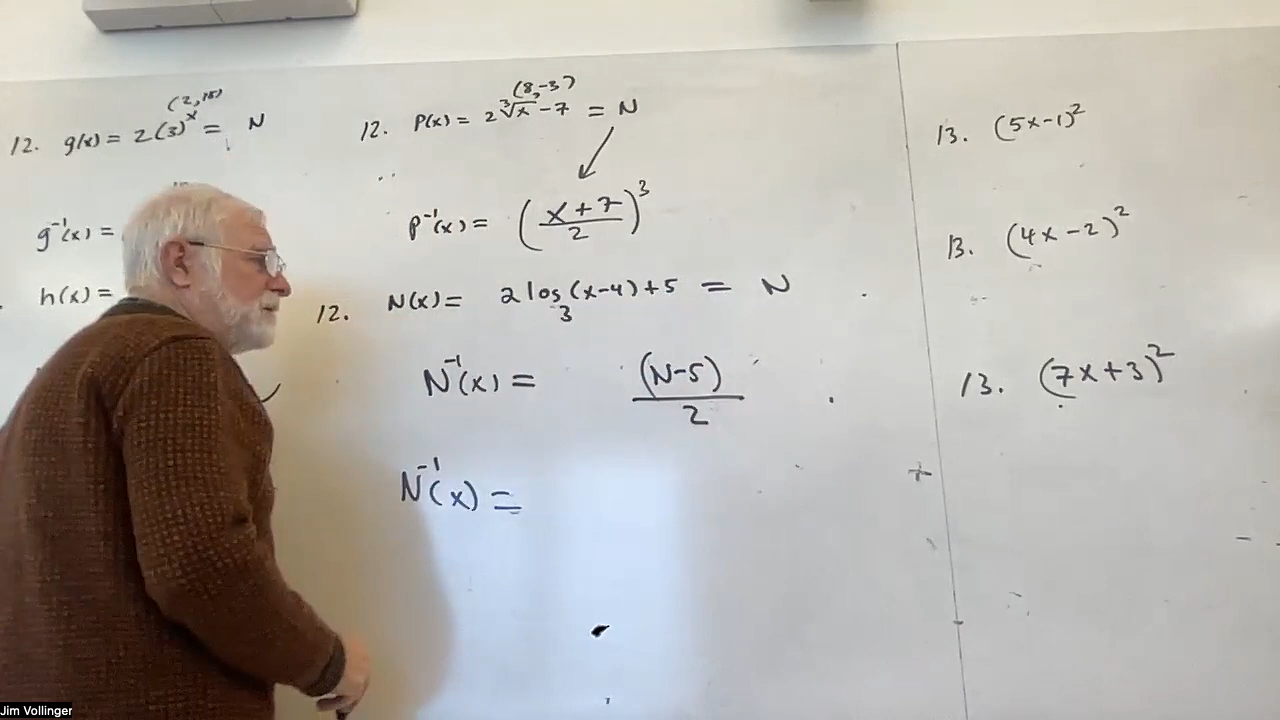 (2,18)
12. g(x) = 2(3)^x = N
g⁻¹(x) =
h(x) =
(8,-3)
12. P(x) = 2∛x - 7 = N
P⁻¹(x) = ((x+7)/2)³
12. N(x) = 2 log₃(x-4)+5 = N
N⁻¹(x) = (N-5)/2
N⁻¹(x) =
13. (5x-1)²
13. (4x-2)²
13. (7x+3)²
Jim Vollinger